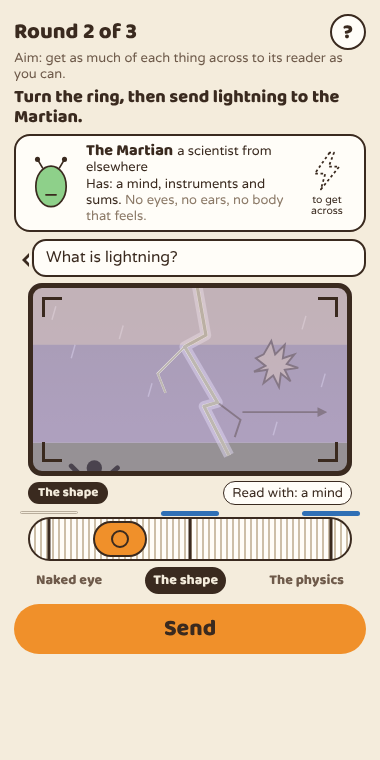 Round 2 of 3
?
Aim: get as much of each thing across to its reader as
you can.
Turn the ring, then send lightning to the
Martian.
The Martian a scientist from
elsewhere
Has: a mind, instruments and
sums. No eyes, no ears, no body
that feels.
to get
across
What is lightning?
The shape
Read with: a mind
Naked eye
The shape
The physics
Send